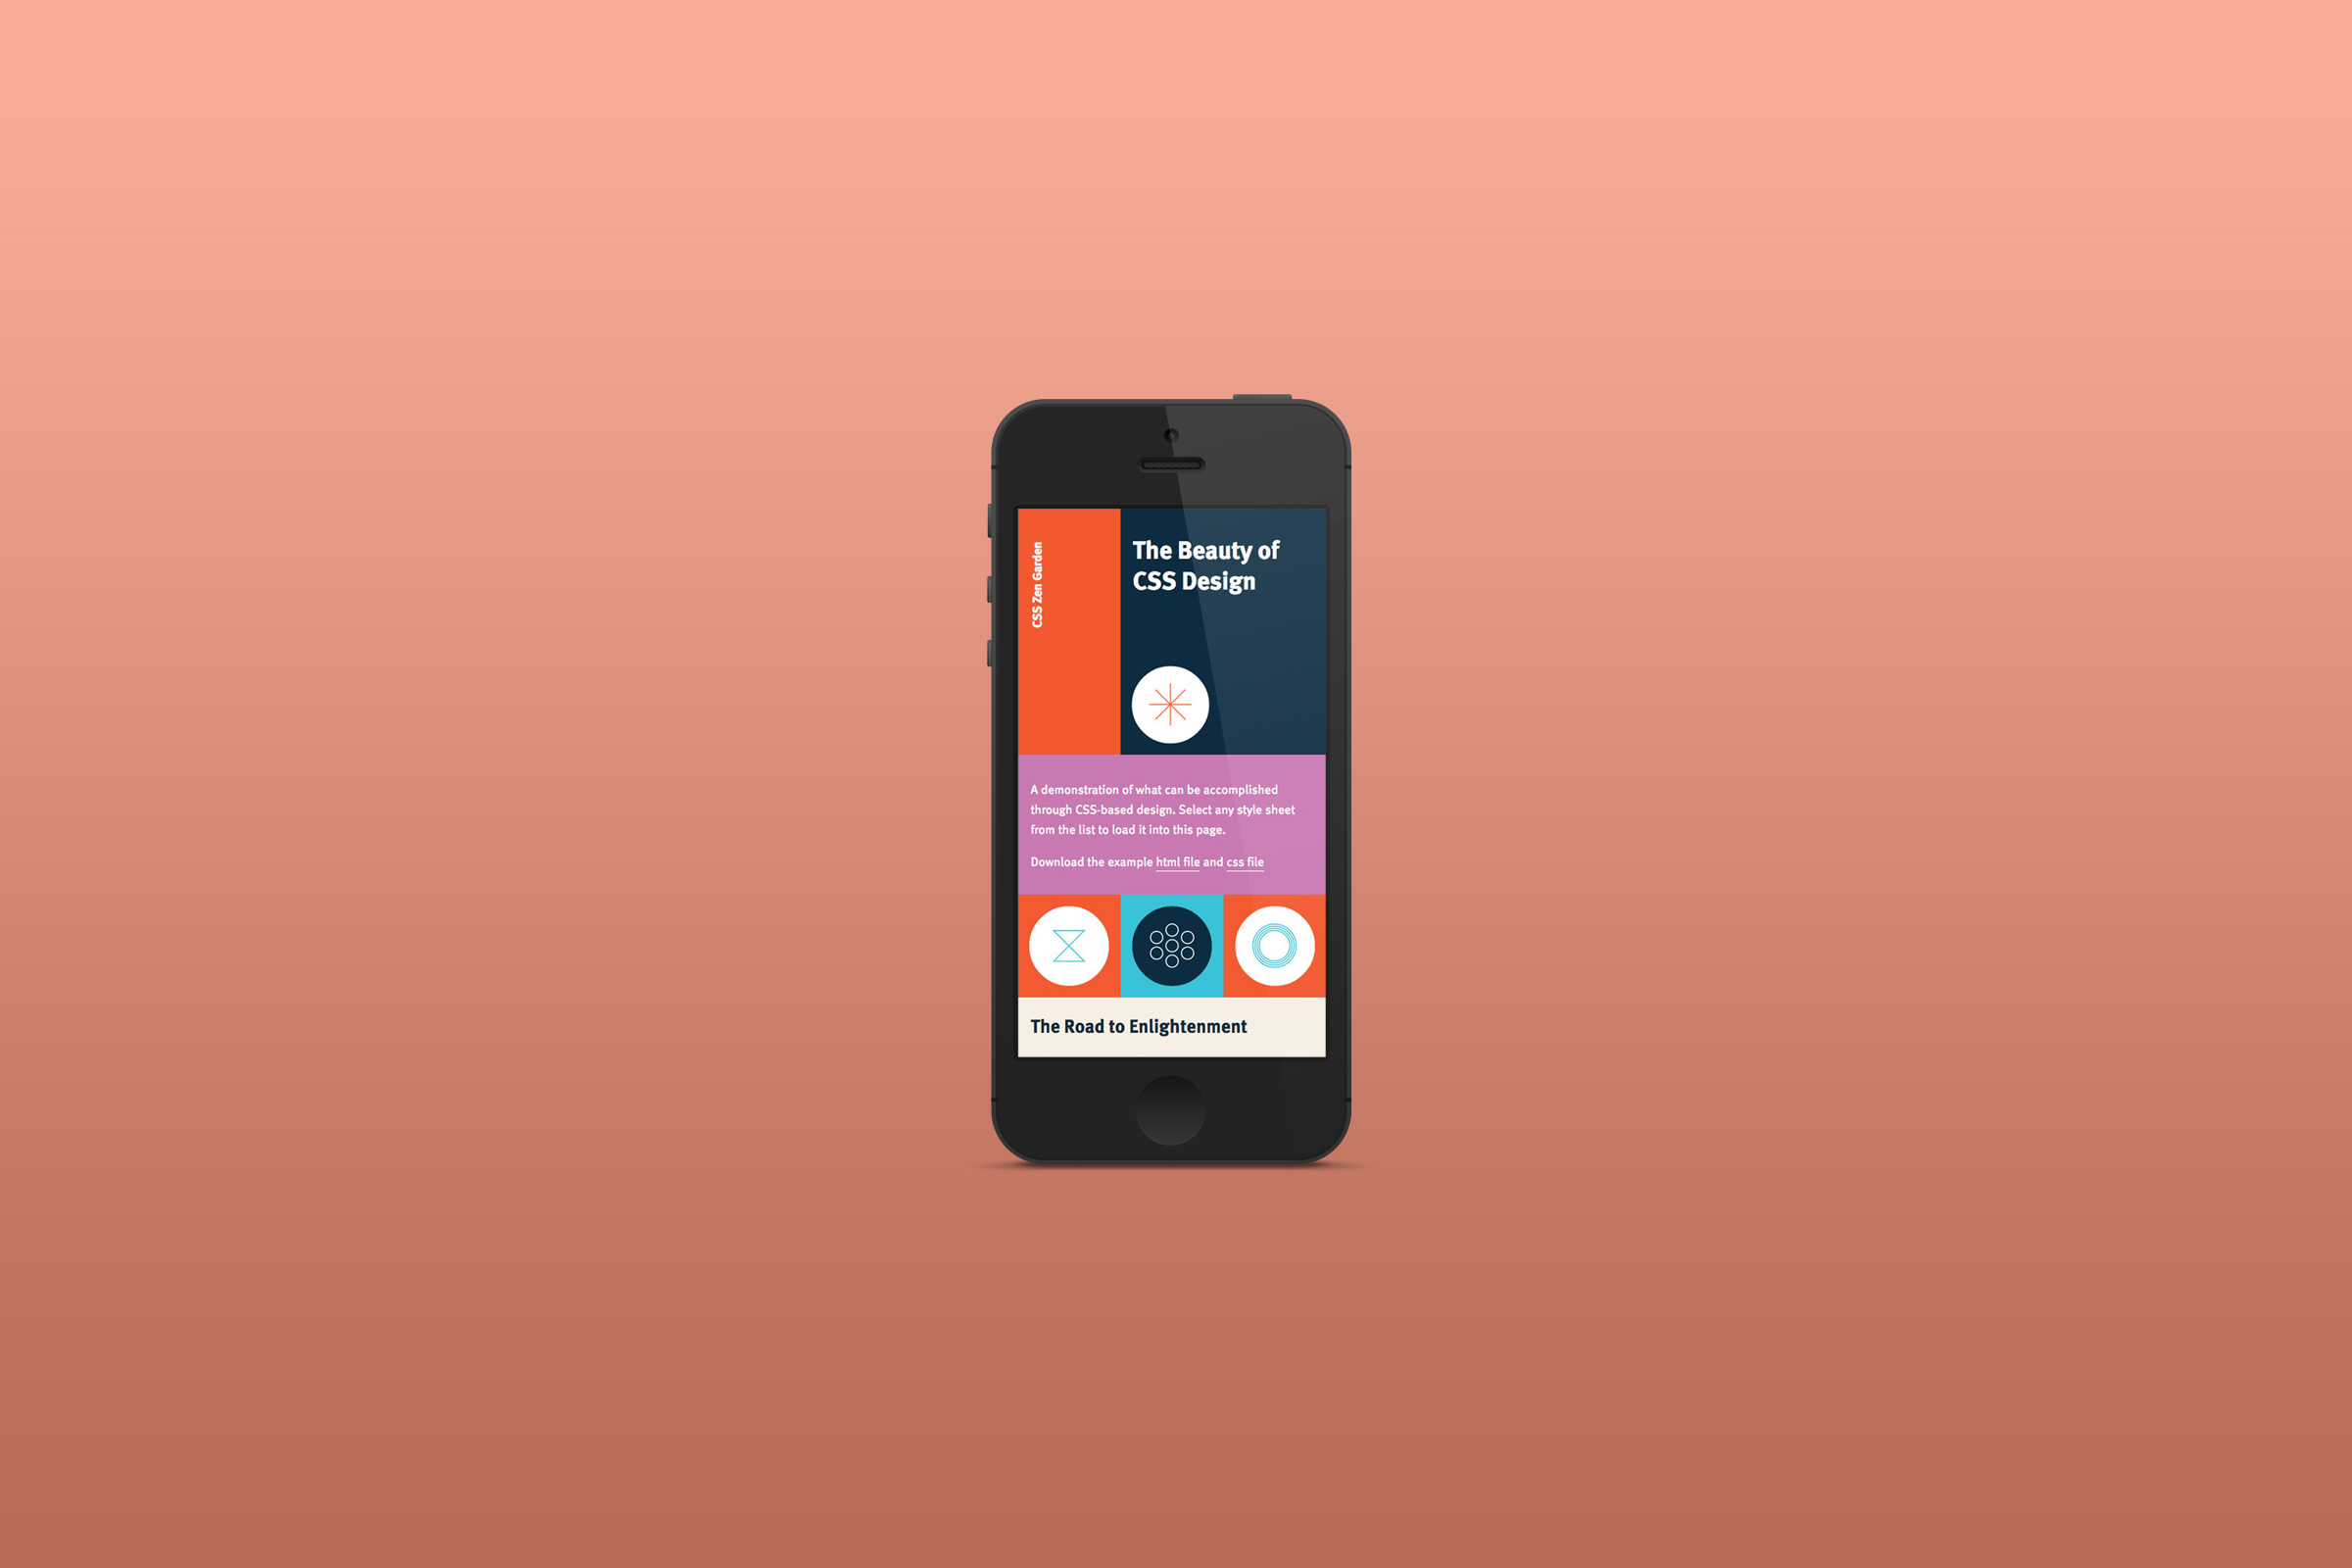 CSS Zen Garden
The Beauty of
CSS Design
A demonstration of what can be accomplished
through CSS-based design. Select any style sheet
from the list to load it into this page.
Download the example html file and css file
The Road to Enlightenment